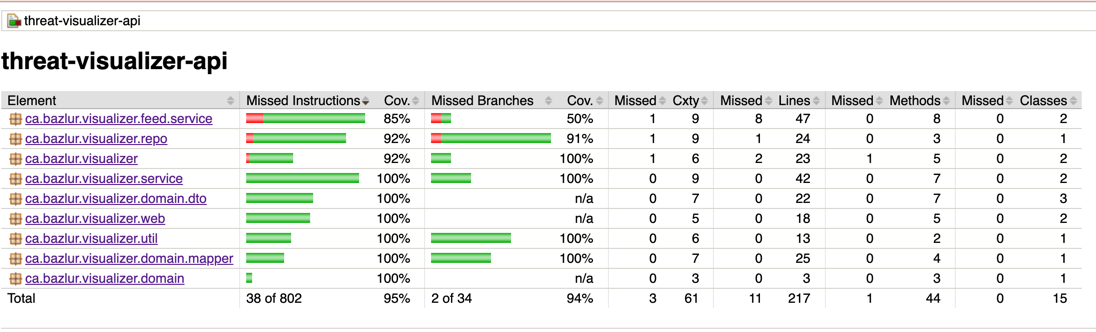 threat-visualizer-api
threat-visualizer-api
Element Missed Instructions Cov. Missed Branches Cov. Missed Cxty Missed Lines Missed Methods Missed Classes
ca.bazlur.visualizer.feed.service 85% 50% 1 9 8 47 0 8 0 2
ca.bazlur.visualizer.repo 92% 91% 1 9 1 24 0 3 0 1
ca.bazlur.visualizer 92% 100% 1 6 2 23 1 5 0 2
ca.bazlur.visualizer.service 100% 100% 0 9 0 42 0 7 0 2
ca.bazlur.visualizer.domain.dto 100% n/a 0 7 0 22 0 7 0 3
ca.bazlur.visualizer.web 100% n/a 0 5 0 18 0 5 0 2
ca.bazlur.visualizer.util 100% 100% 0 6 0 13 0 2 0 1
ca.bazlur.visualizer.domain.mapper 100% 100% 0 7 0 25 0 4 0 1
ca.bazlur.visualizer.domain 100% n/a 0 3 0 3 0 3 0 1
Total 38 of 802 95% 2 of 34 94% 3 61 11 217 1 44 0 15